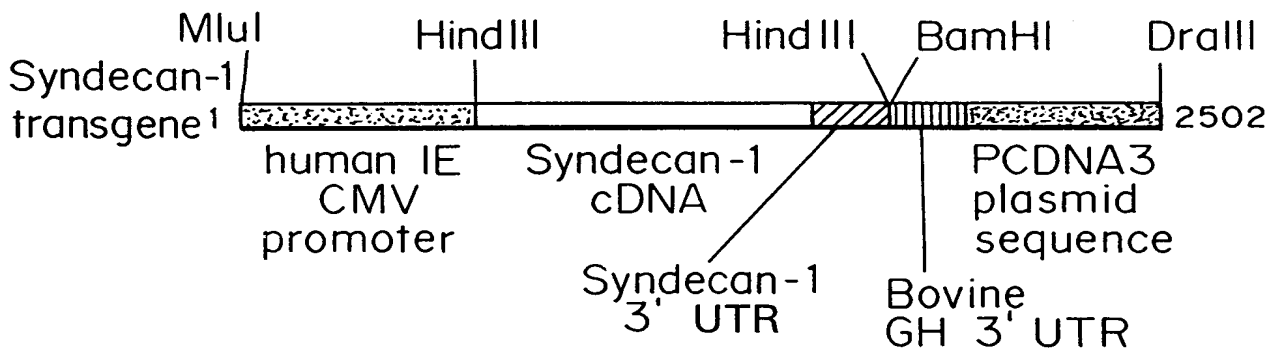 MluI HindIII HindIII BamHI DraIII
Syndecan-1
transgene 1 2502
human IE Syndecan-1 PCDNA3
CMV cDNA plasmid
promoter sequence
Syndecan-1 Bovine
3' UTR GH 3' UTR